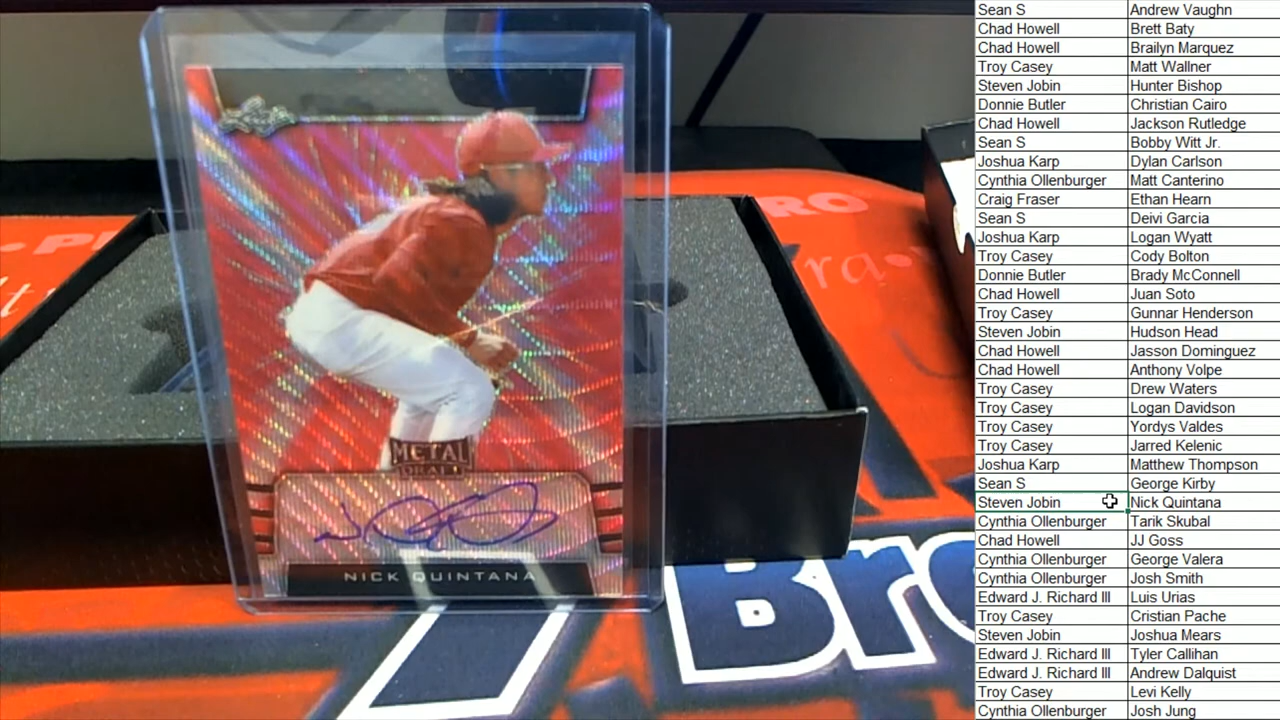 METAL
DRAFT
NICK QUINTANA
RO
ra
Br
Sean S Andrew Vaughn
Chad Howell Brett Baty
Chad Howell Brailyn Marquez
Troy Casey Matt Wallner
Steven Jobin Hunter Bishop
Donnie Butler Christian Cairo
Chad Howell Jackson Rutledge
Sean S Bobby Witt Jr.
Joshua Karp Dylan Carlson
Cynthia Ollenburger Matt Canterino
Craig Fraser Ethan Hearn
Sean S Deivi Garcia
Joshua Karp Logan Wyatt
Troy Casey Cody Bolton
Donnie Butler Brady McConnell
Chad Howell Juan Soto
Troy Casey Gunnar Henderson
Steven Jobin Hudson Head
Chad Howell Jasson Dominguez
Chad Howell Anthony Volpe
Troy Casey Drew Waters
Troy Casey Logan Davidson
Troy Casey Yordys Valdes
Troy Casey Jarred Kelenic
Joshua Karp Matthew Thompson
Sean S George Kirby
Steven Jobin Nick Quintana
Cynthia Ollenburger Tarik Skubal
Chad Howell JJ Goss
Cynthia Ollenburger George Valera
Cynthia Ollenburger Josh Smith
Edward J. Richard III Luis Urias
Troy Casey Cristian Pache
Steven Jobin Joshua Mears
Edward J. Richard III Tyler Callihan
Edward J. Richard III Andrew Dalquist
Troy Casey Levi Kelly
Cynthia Ollenburger Josh Jung